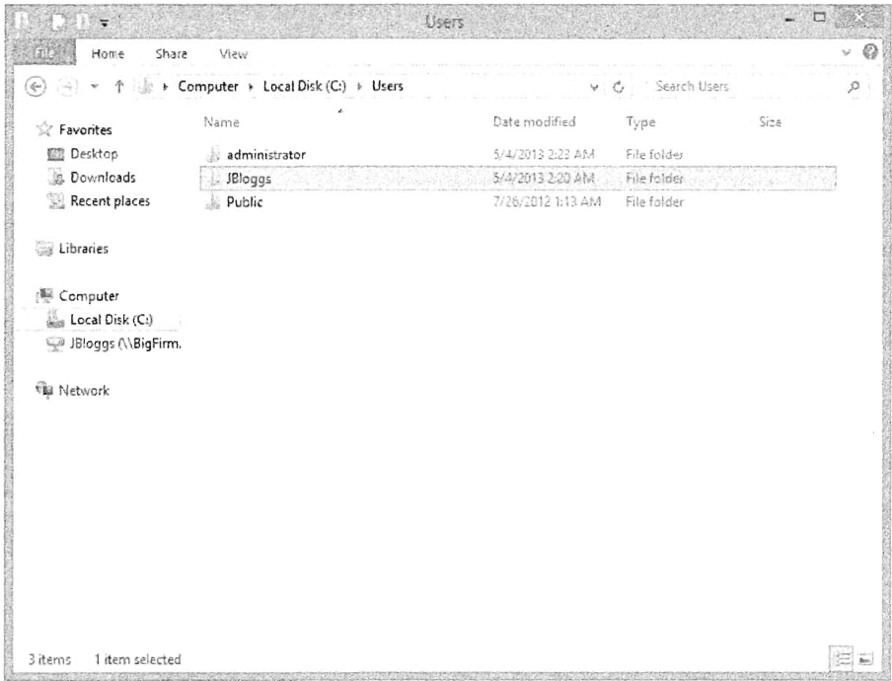 Users
File Home Share View
Computer Local Disk (C:) Users Search Users
Name Date modified Type Size
Favorites
Desktop
Downloads
Recent places
Libraries
Computer
Local Disk (C:)
JBloggs (\\BigFirm.
Network
administrator 5/4/2013 2:23 AM File folder
JBloggs 5/4/2013 2:20 AM File folder
Public 7/26/2012 1:13 AM File folder
3 items 1 item selected